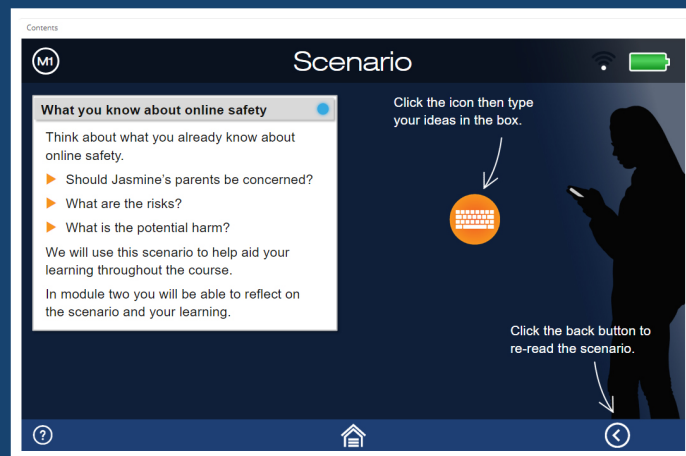 Contents
M1
Scenario
What you know about online safety
Think about what you already know about
online safety.
Should Jasmine's parents be concerned?
What are the risks?
What is the potential harm?
We will use this scenario to help aid your
learning throughout the course.
In module two you will be able to reflect on
the scenario and your learning.
Click the icon then type
your ideas in the box.
Click the back button to
re-read the scenario.
?